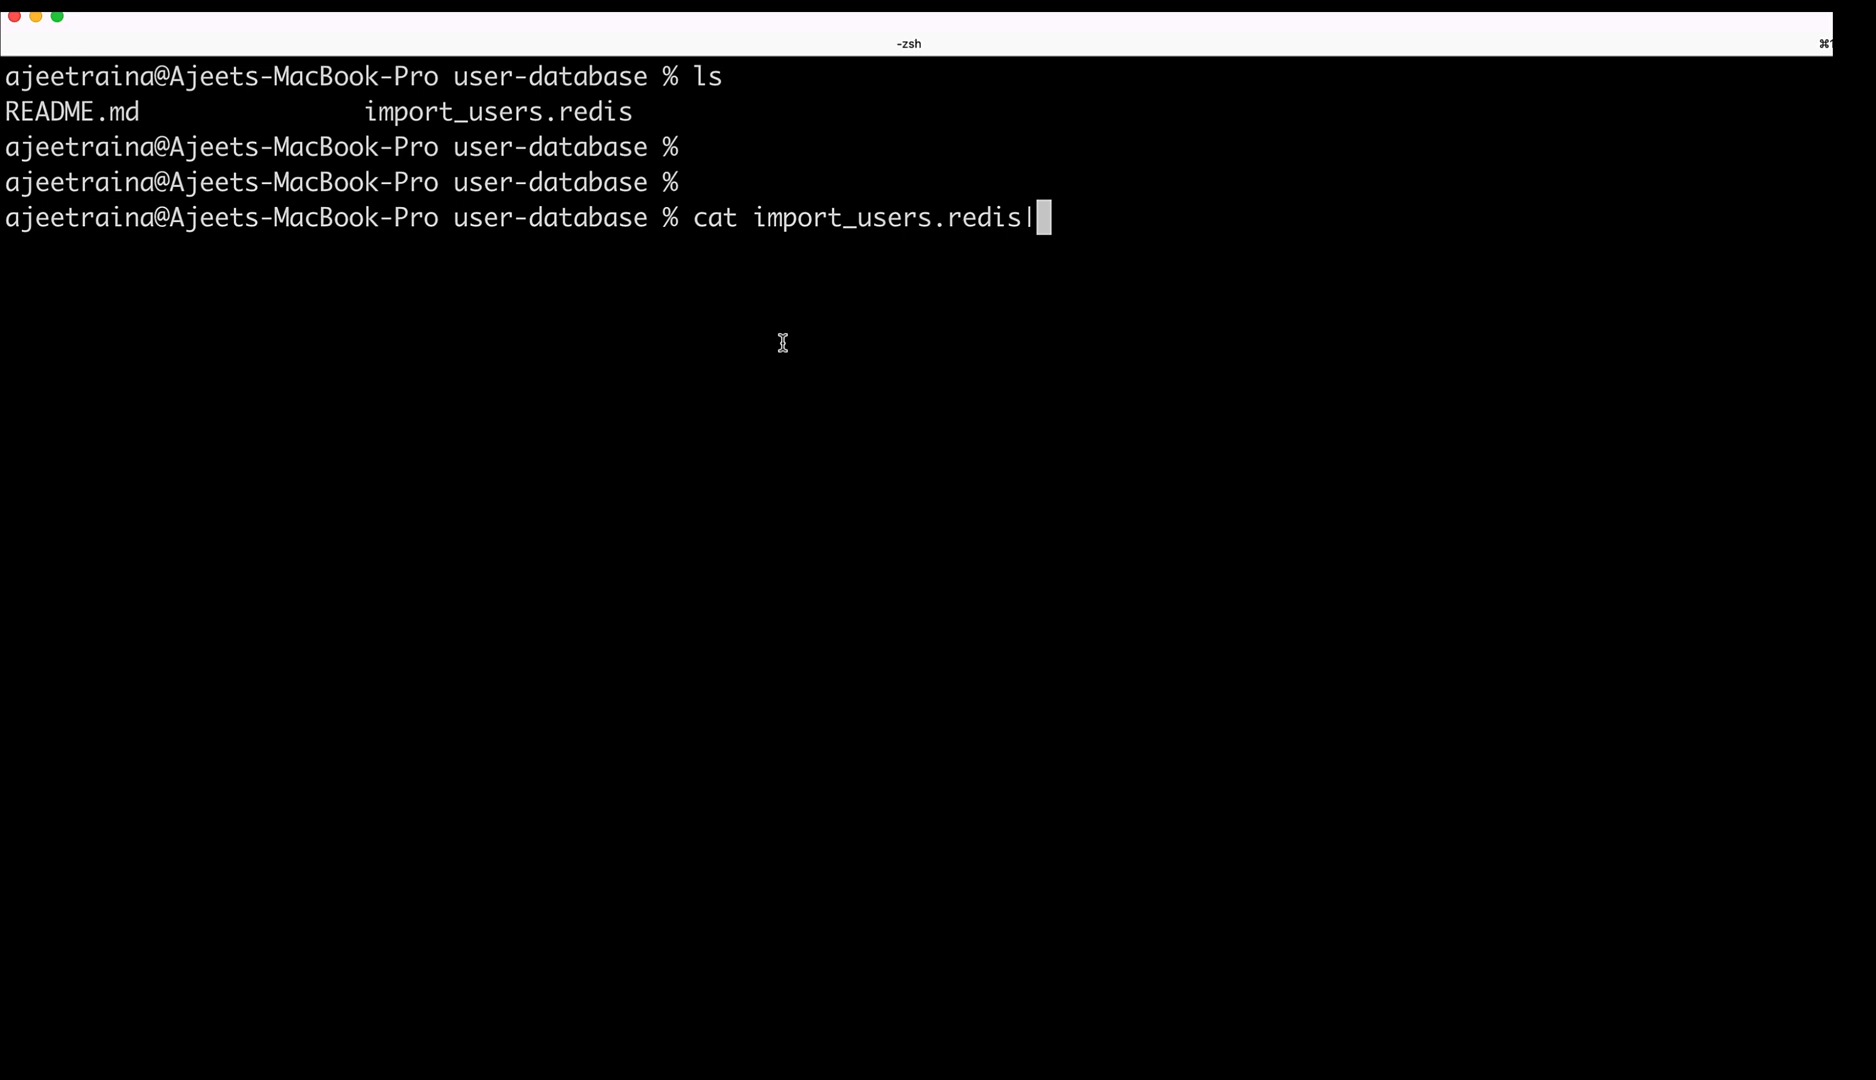 -zsh
ajeetraina@Ajeets-MacBook-Pro user-database % ls
README.md import_users.redis
ajeetraina@Ajeets-MacBook-Pro user-database %
ajeetraina@Ajeets-MacBook-Pro user-database %
ajeetraina@Ajeets-MacBook-Pro user-database % cat import_users.redis|